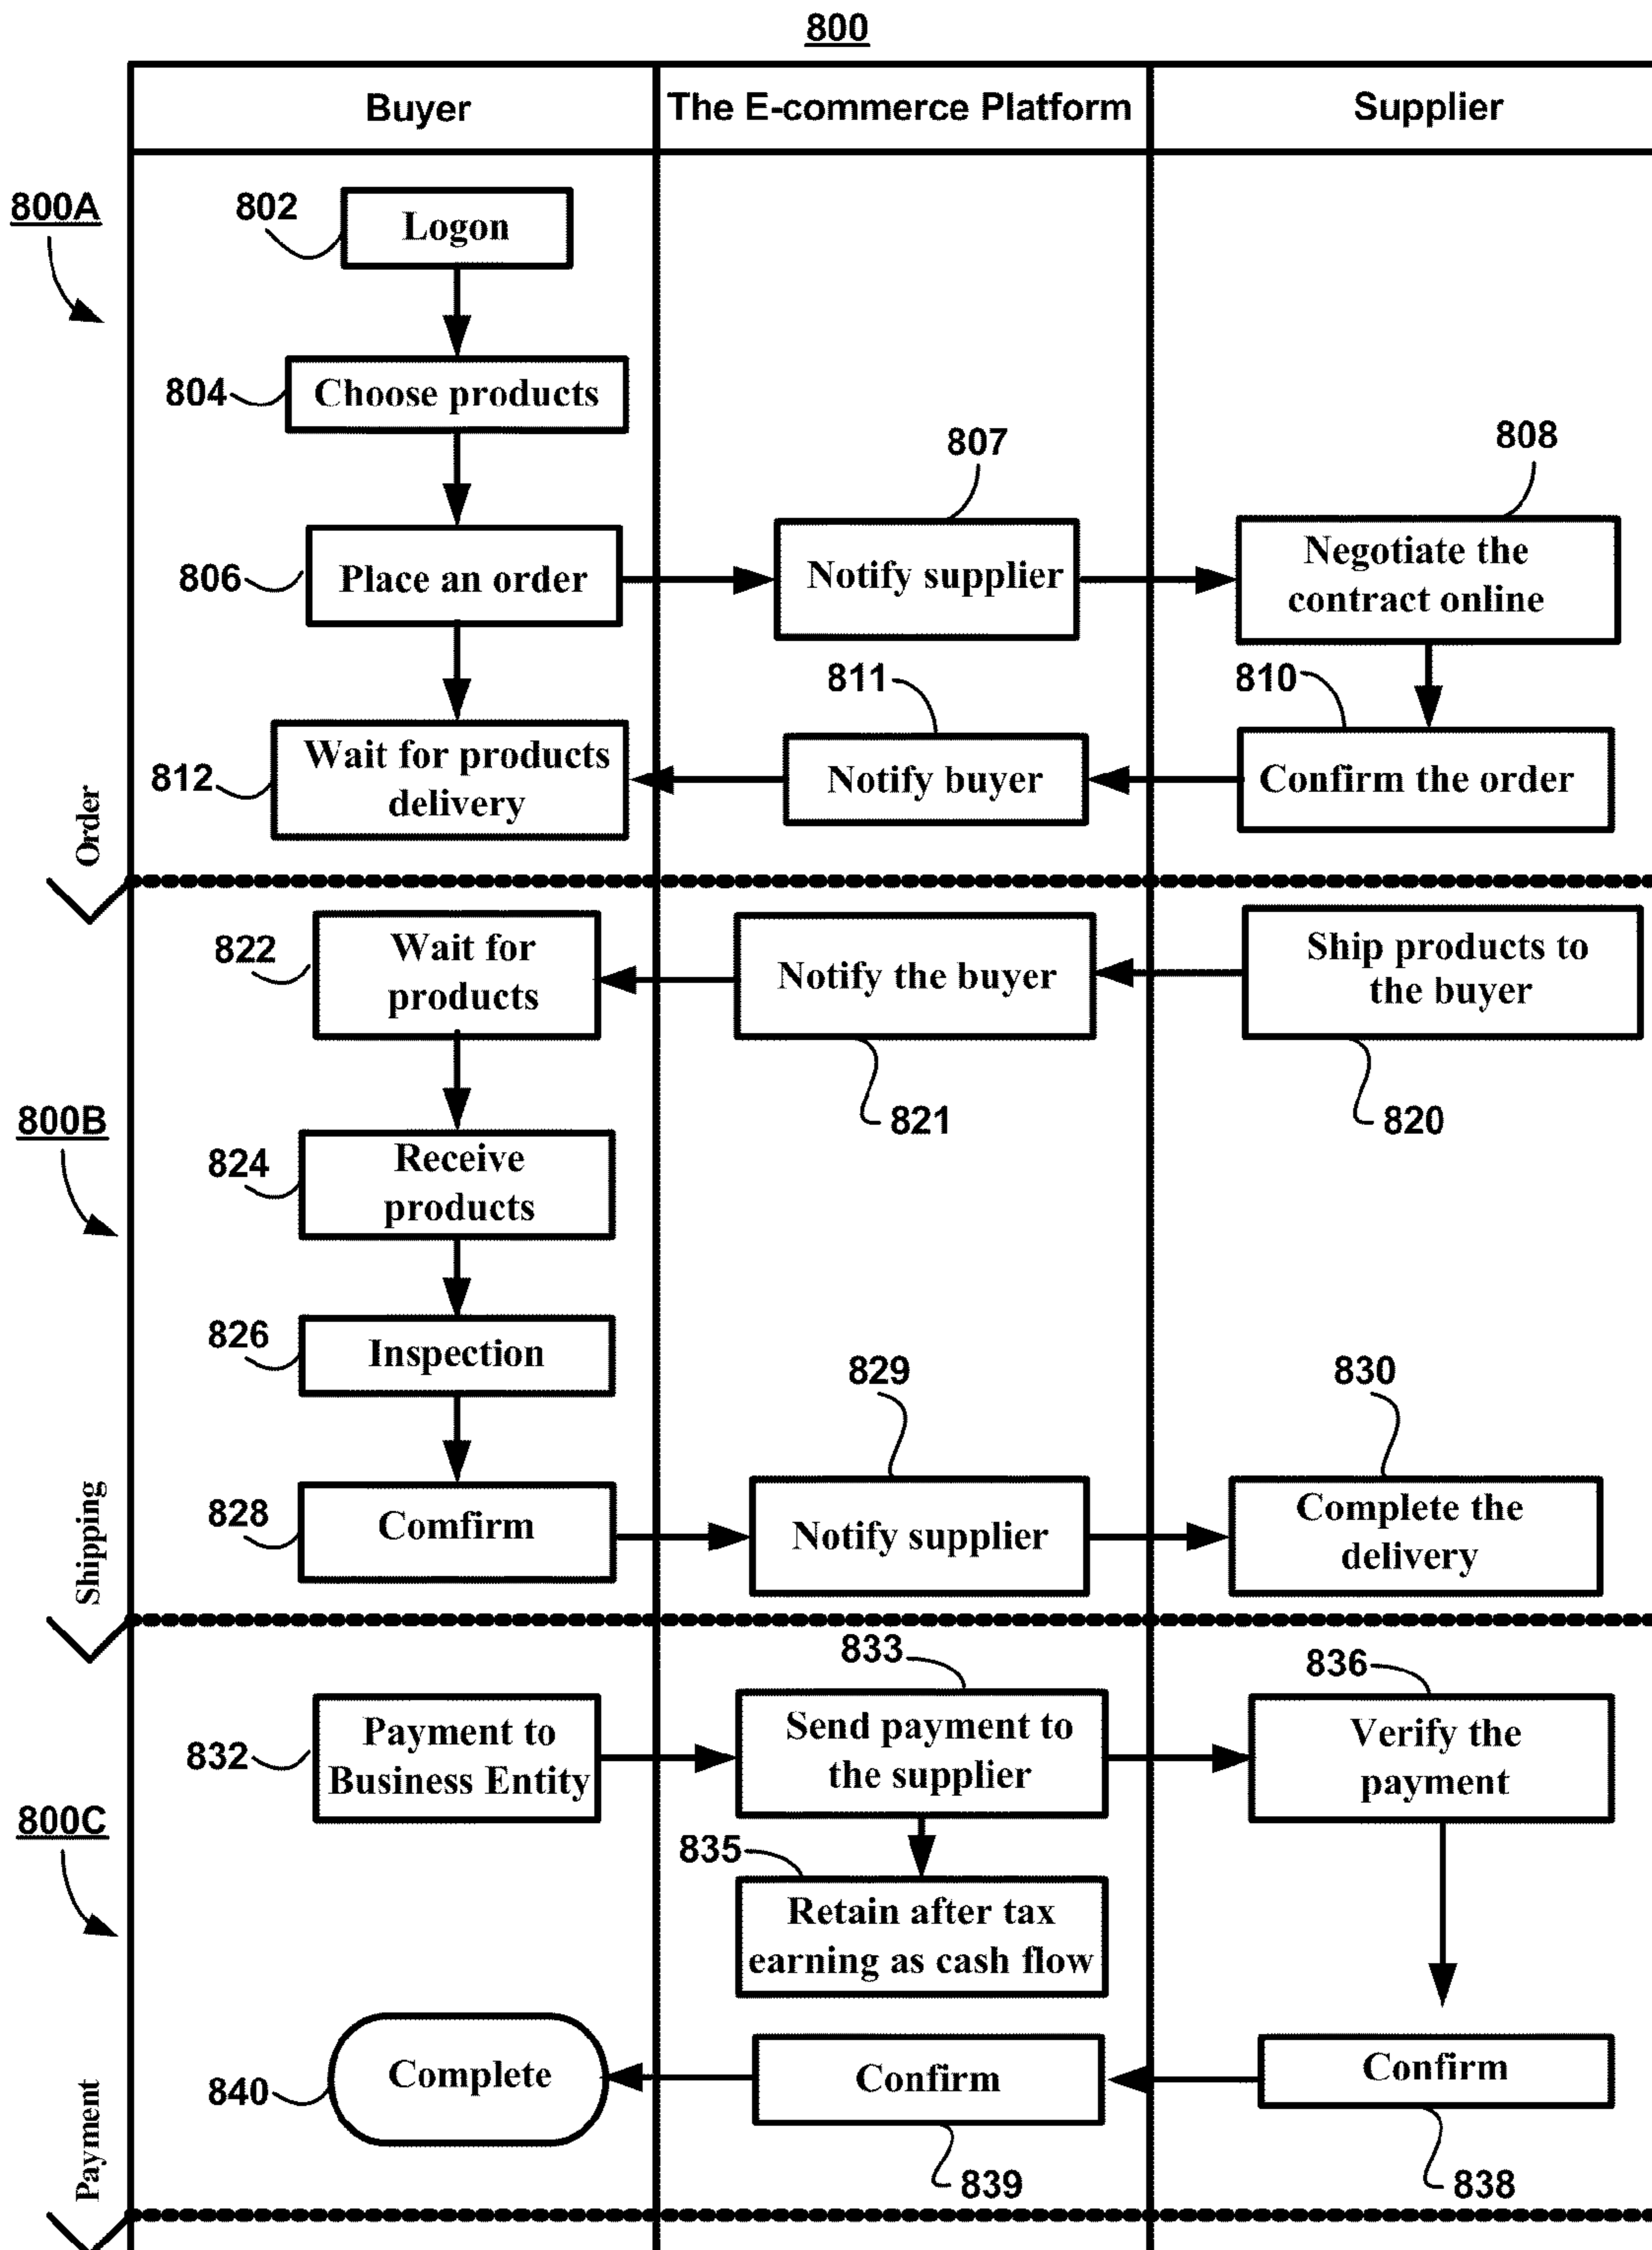 800
Buyer
The E-commerce Platform
Supplier
800A
802
Logon
804
Choose products
807
808
806
Place an order
Notify supplier
Negotiate the
contract online
811
810
812
Wait for products
delivery
Notify buyer
Confirm the order
Order
822
Wait for
products
Notify the buyer
Ship products to
the buyer
821
820
800B
824
Receive
products
826
Inspection
829
830
828
Comfirm
Notify supplier
Complete the
delivery
Shipping
833
836
832
Payment to
Business Entity
Send payment to
the supplier
Verify the
payment
800C
835
Retain after tax
earning as cash flow
840
Complete
Confirm
Confirm
839
838
Payment